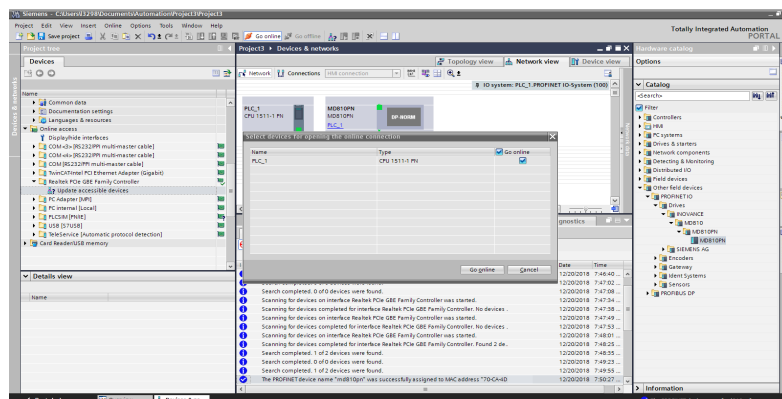 Siemens - C:\Users\13298\Documents\Automation\Project3\Project3
Project Edit View Insert Online Options Tools Window Help
Totally Integrated Automation
PORTAL
Save project
Go online
Go offline
Project tree
Devices
Name
Common data
Documentation settings
Languages & resources
Online access
Display/hide interfaces
COM <3> [RS232/PPI multi-master cable]
COM <4> [RS232/PPI multi-master cable]
COM [RS232/PPI multi-master cable]
TwinCAT-Intel PCI Ethernet Adapter (Gigabit)
Realtek PCIe GBE Family Controller
Update accessible devices
PC Adapter [MPI]
PC internal [Local]
PLCSIM [PN/IE]
USB [S7USB]
TeleService [Automatic protocol detection]
Card Reader/USB memory
Details view
Name
Devices & networks
Project3 ▸ Devices & networks
Topology view
Network view
Device view
Network
Connections
HMI connection
IO system: PLC_1.PROFINET IO-System (100)
PLC_1
CPU 1511-1 PN
MD810PN
MD810PN
PLC_1
DP-NORM
Select devices for opening the online connection
Name
Type
Go online
PLC_1
CPU 1511-1 PN
Go online
Cancel
Date
Time
12/20/2018 7:46:40 ...
12/20/2018 7:47:02 ...
Search completed. 0 of 0 devices were found. 12/20/2018 7:47:08 ...
Scanning for devices on interface Realtek PCIe GBE Family Controller was started. 12/20/2018 7:47:34 ...
Scanning for devices completed for interface Realtek PCIe GBE Family Controller. No devices . 12/20/2018 7:47:38 ...
Scanning for devices on interface Realtek PCIe GBE Family Controller was started. 12/20/2018 7:47:49 ...
Scanning for devices completed for interface Realtek PCIe GBE Family Controller. No devices .. 12/20/2018 7:47:53 ...
Scanning for devices on interface Realtek PCIe GBE Family Controller was started. 12/20/2018 7:48:01 ...
Scanning for devices completed for interface Realtek PCIe GBE Family Controller. Found 2 de.. 12/20/2018 7:48:25 ...
Search completed. 1 of 2 devices were found. 12/20/2018 7:48:35 ...
Search completed. 0 of 0 devices were found. 12/20/2018 7:49:23 ...
Search completed. 1 of 2 devices were found. 12/20/2018 7:49:55 ...
The PROFINET device name "md810pn" was successfully assigned to MAC address "70-CA-4D 12/20/2018 7:50:27 ...
Hardware catalog
Options
Catalog
<Search>
Filter
Controllers
HMI
PC systems
Drives & starters
Network components
Detecting & Monitoring
Distributed I/O
Field devices
Other field devices
PROFINET IO
Drives
INOVANCE
MD810
MD810PN
MD810PN
SIEMENS AG
Encoders
Gateway
Ident Systems
Sensors
PROFIBUS DP
Information